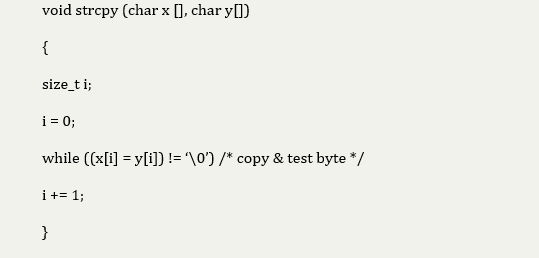 void strcpy (char x [], char y[])
{
size_t i;
i = 0;
while ((x[i] = y[i]) != ‘\0’) /* copy & test byte */
i += 1;
}